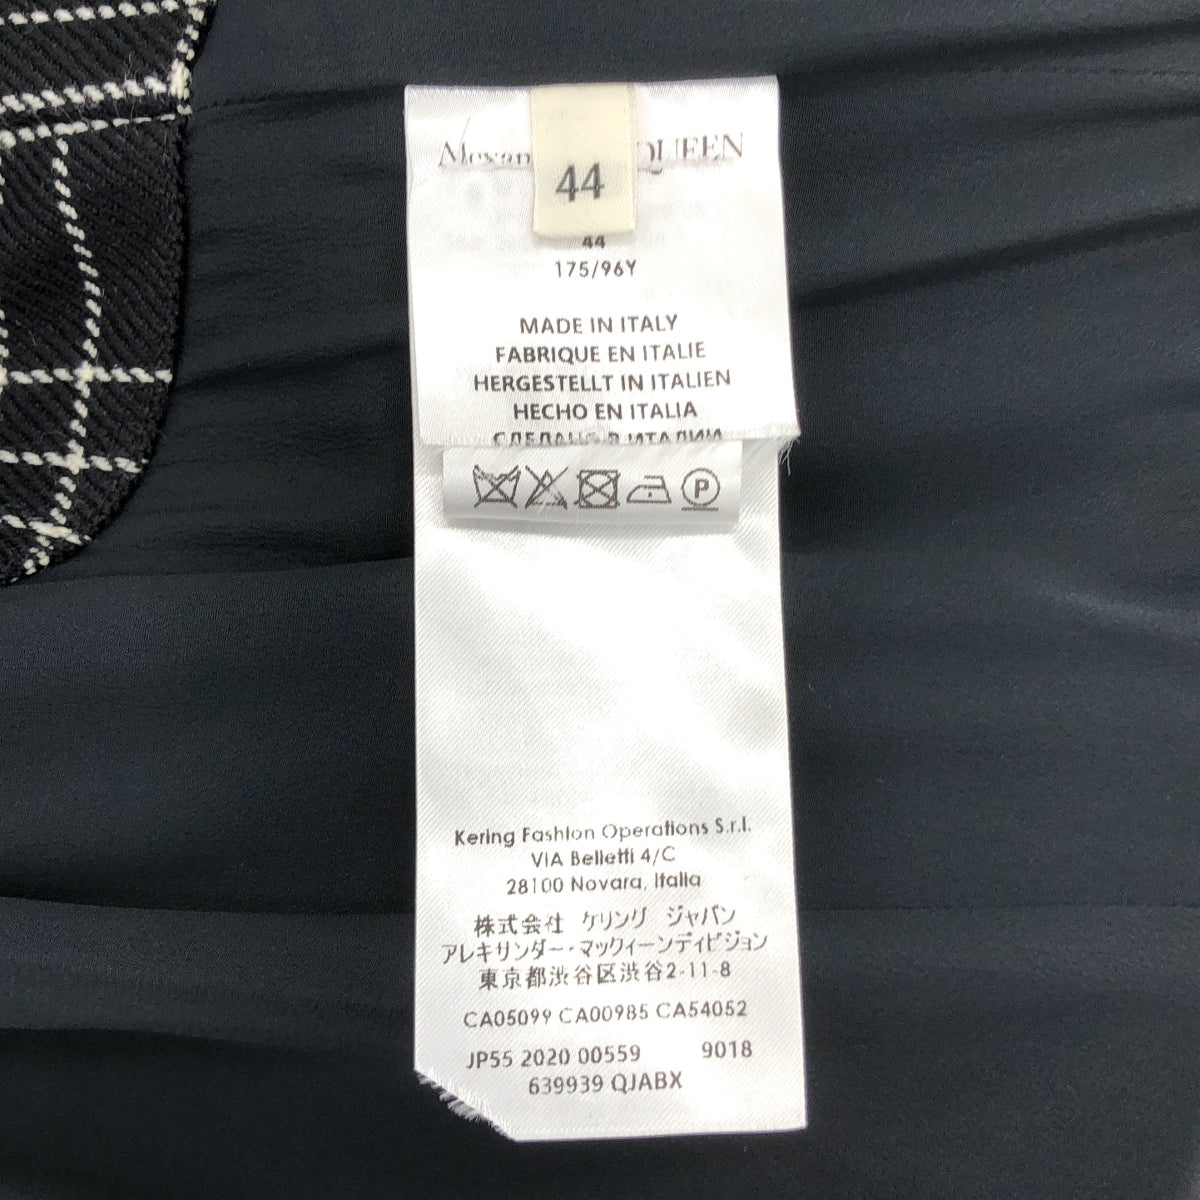 QUEEN
44
44
175/96Y
MADE IN ITALY
FABRIQUE EN ITALIE
HERGESTELLT IN ITALIEN
HECHO EN ITALIA
СДЕЛАНО В ИТАЛИИ
P
Kering Fashion Operations S.r.l.
VIA Belletti 4/C
28100 Novara, Italia
株式会社 ケリング ジャパン
アレキサンダー・マックィーンディビジョン
東京都渋谷区渋谷2-11-8
CA05099 CA00985 CA54052
JP55 2020 00559 9018
639939 QJABX